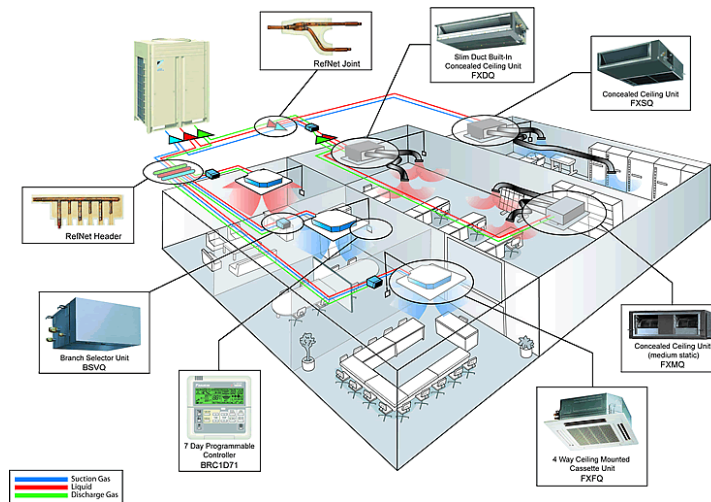 RefNet Joint
Slim Duct Built-In
Concealed Ceiling Unit
FXDQ
Concealed Ceiling Unit
FXSQ
RefNet Header
Branch Selector Unit
BSVQ
7 Day Programmable
Controller
BRC1D71
Concealed Ceiling Unit
(medium static)
FXMQ
4 Way Ceiling Mounted
Cassette Unit
FXFQ
Suction Gas
Liquid
Discharge Gas